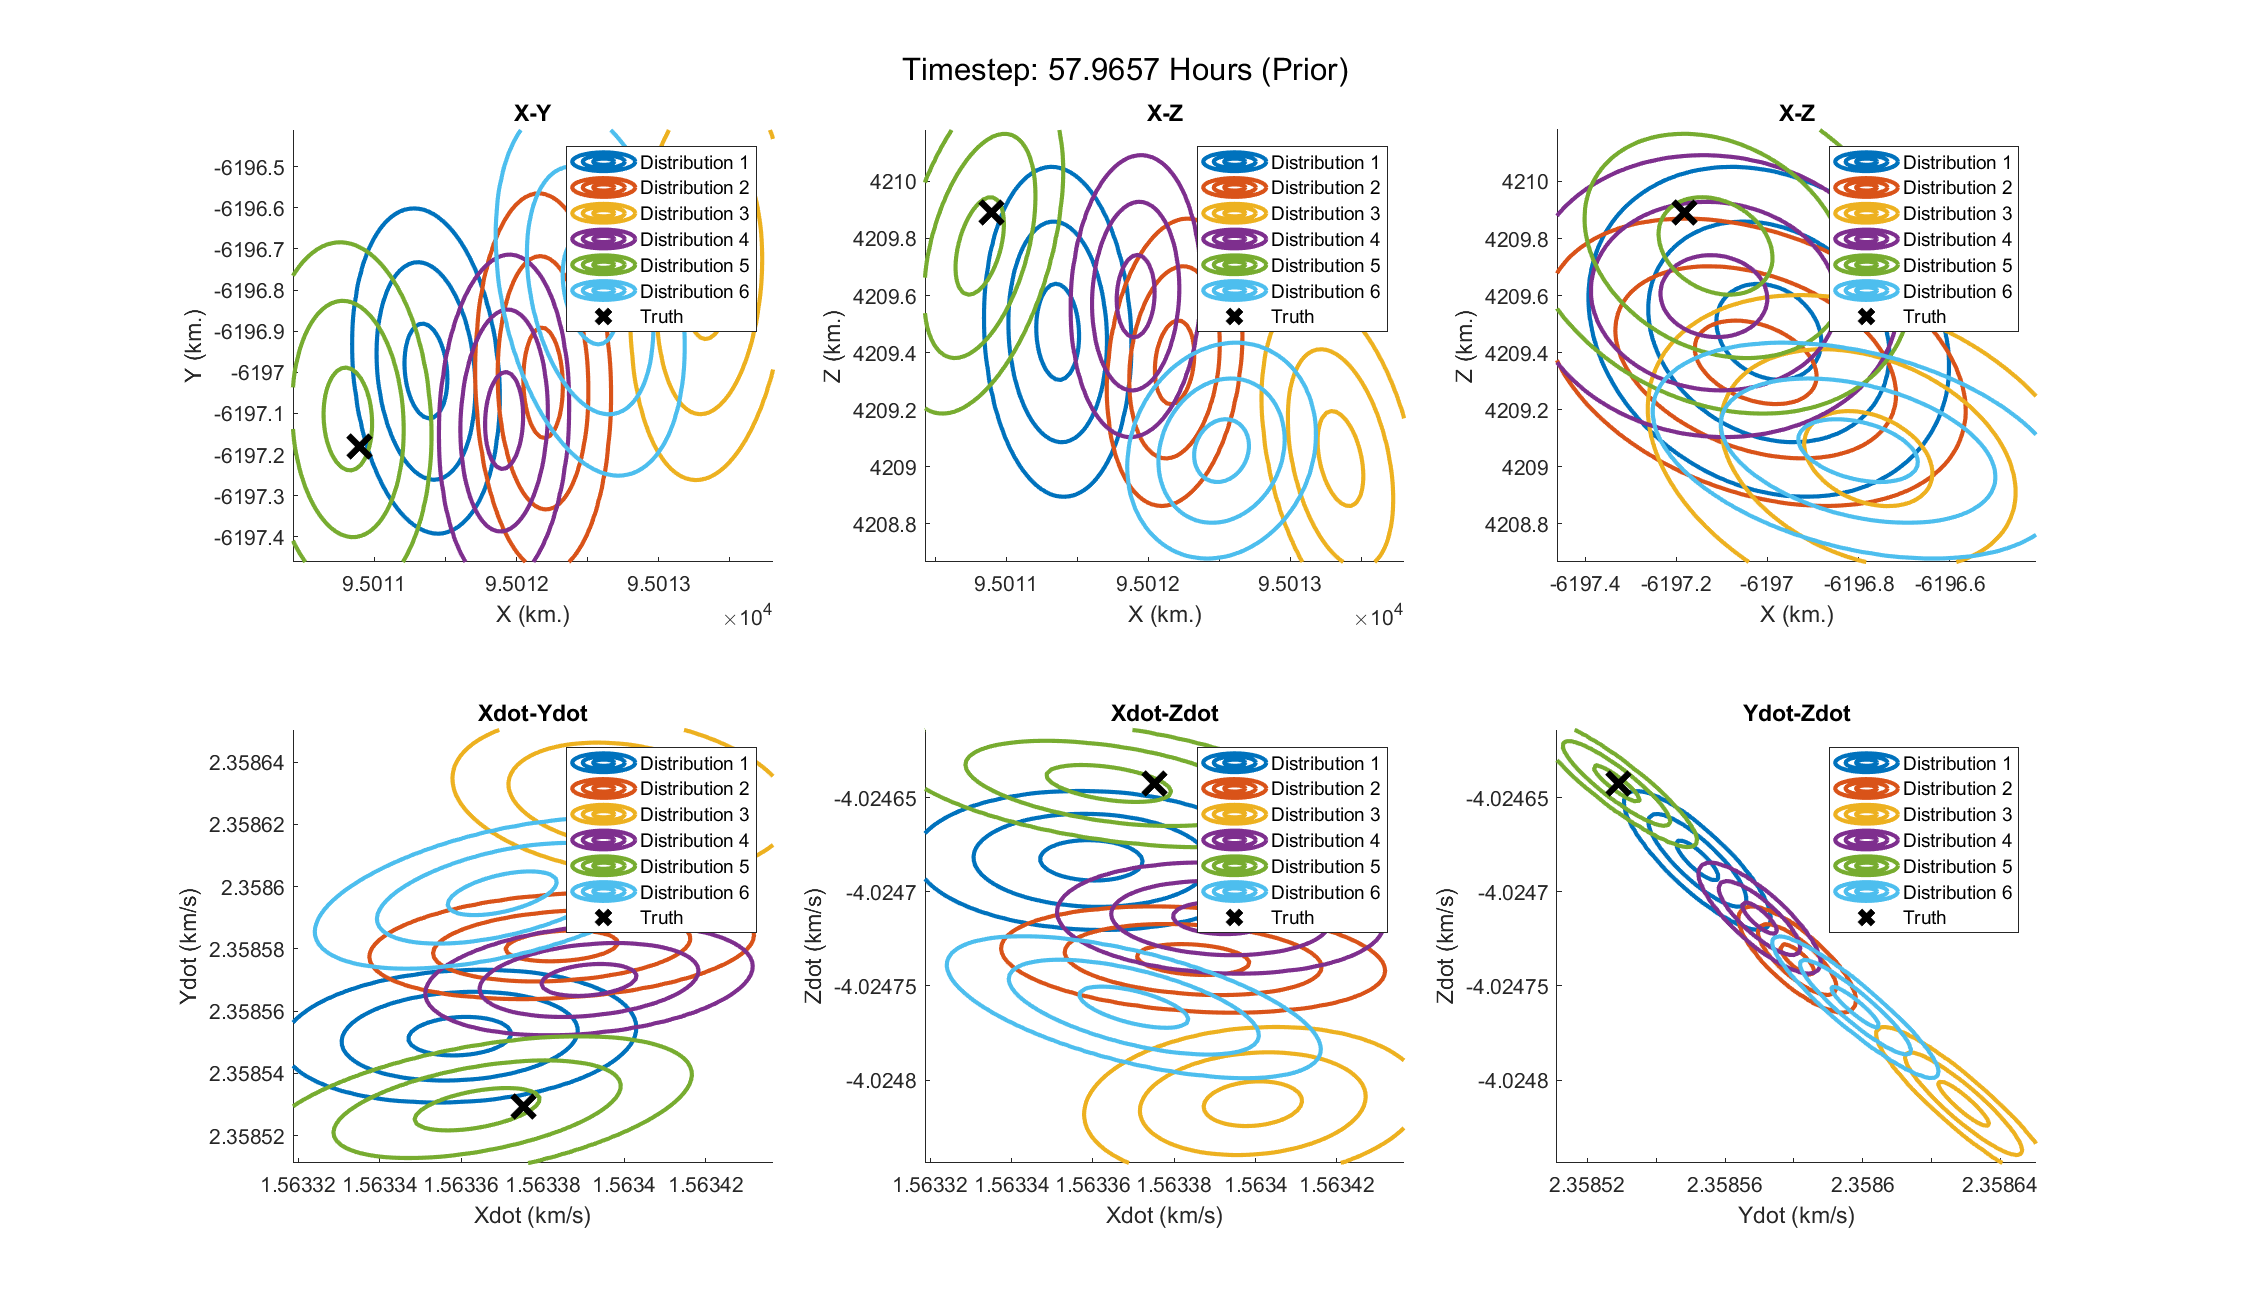 Timestep: 57.9657 Hours (Prior)
X-Y
-6196.5
-6196.6
-6196.7
-6196.8
-6196.9
-6197
-6197.1
-6197.2
-6197.3
-6197.4
Y (km.)
9.5011 9.5012 9.5013
X (km.)
×10^4
Distribution 1
Distribution 2
Distribution 3
Distribution 4
Distribution 5
Distribution 6
Truth
X-Z
4210
4209.8
4209.6
4209.4
4209.2
4209
4208.8
Z (km.)
9.5011 9.5012 9.5013
X (km.)
×10^4
Distribution 1
Distribution 2
Distribution 3
Distribution 4
Distribution 5
Distribution 6
Truth
X-Z
4210
4209.8
4209.6
4209.4
4209.2
4209
4208.8
Z (km.)
-6197.4 -6197.2 -6197 -6196.8 -6196.6
X (km.)
Distribution 1
Distribution 2
Distribution 3
Distribution 4
Distribution 5
Distribution 6
Truth
Xdot-Ydot
2.35864
2.35862
2.3586
2.35858
2.35856
2.35854
2.35852
Ydot (km/s)
1.56332 1.56334 1.56336 1.56338 1.5634 1.56342
Xdot (km/s)
Distribution 1
Distribution 2
Distribution 3
Distribution 4
Distribution 5
Distribution 6
Truth
Xdot-Zdot
-4.02465
-4.0247
-4.02475
-4.0248
Zdot (km/s)
1.56332 1.56334 1.56336 1.56338 1.5634 1.56342
Xdot (km/s)
Distribution 1
Distribution 2
Distribution 3
Distribution 4
Distribution 5
Distribution 6
Truth
Ydot-Zdot
-4.02465
-4.0247
-4.02475
-4.0248
Zdot (km/s)
2.35852 2.35856 2.3586 2.35864
Ydot (km/s)
Distribution 1
Distribution 2
Distribution 3
Distribution 4
Distribution 5
Distribution 6
Truth